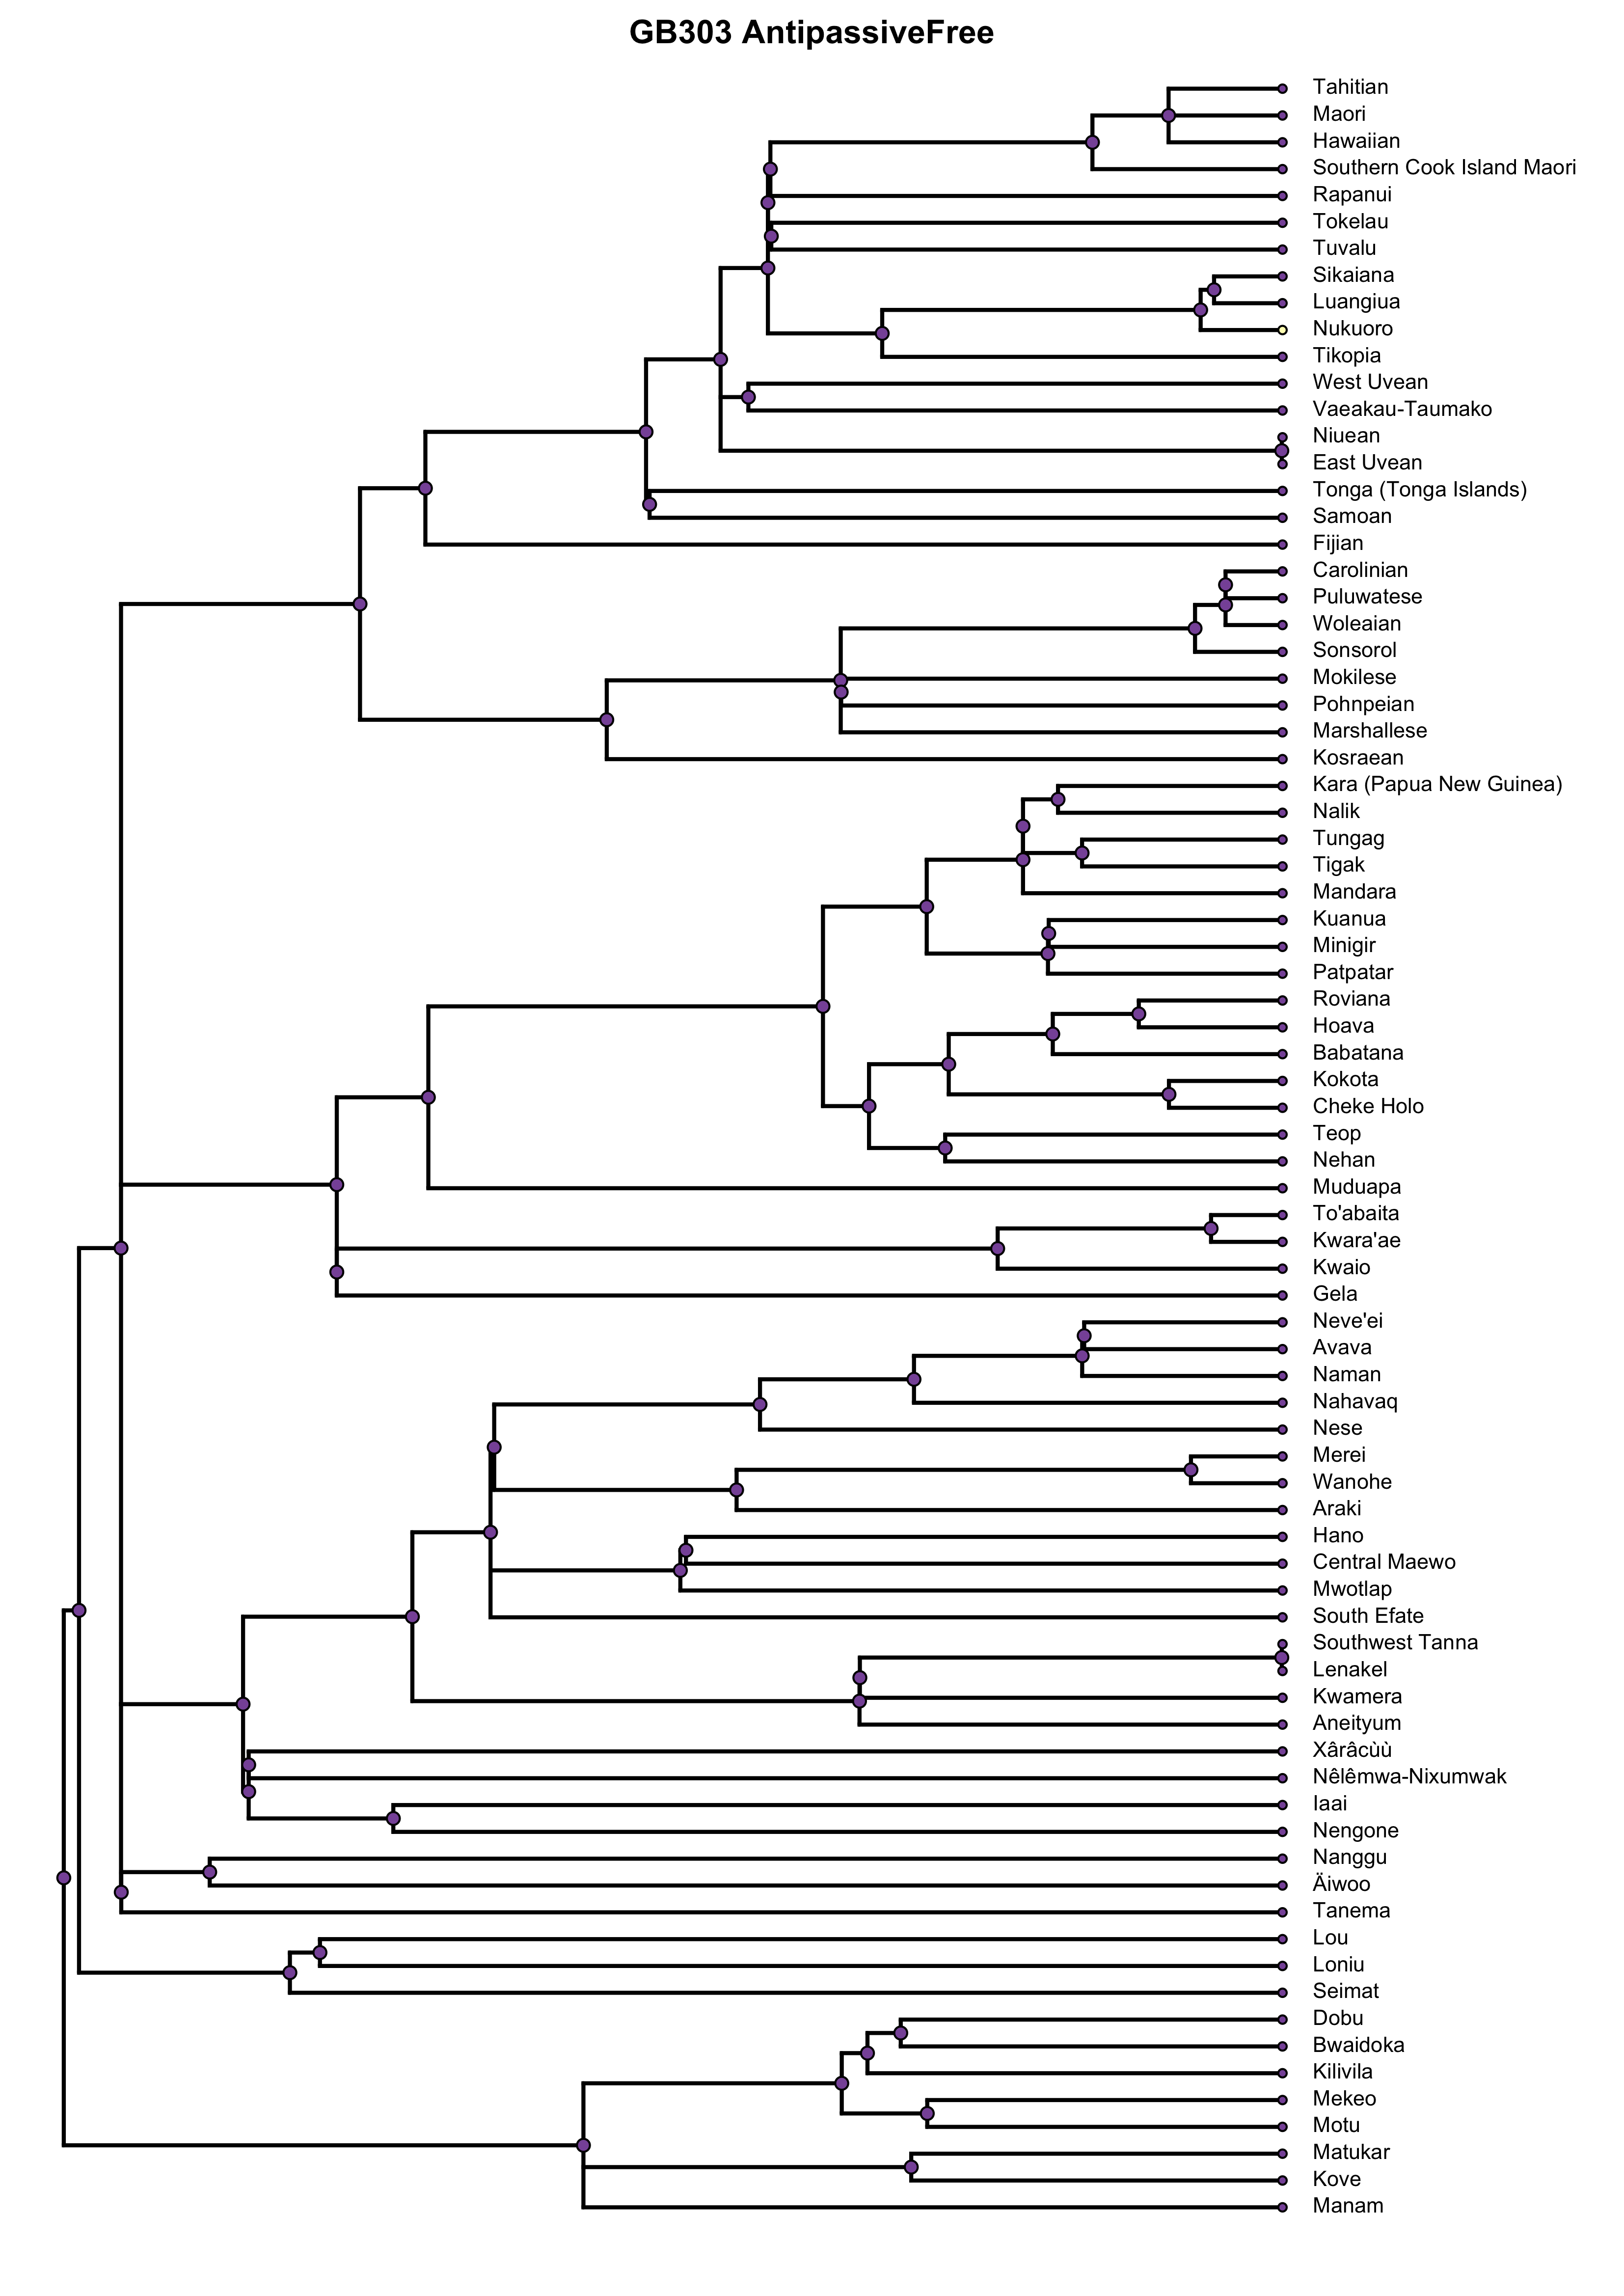 GB303 AntipassiveFree
Tahitian
Maori
Hawaiian
Southern Cook Island Maori
Rapanui
Tokelau
Tuvalu
Sikaiana
Luangiua
Nukuoro
Tikopia
West Uvean
Vaeakau-Taumako
Niuean
East Uvean
Tonga (Tonga Islands)
Samoan
Fijian
Carolinian
Puluwatese
Woleaian
Sonsorol
Mokilese
Pohnpeian
Marshallese
Kosraean
Kara (Papua New Guinea)
Nalik
Tungag
Tigak
Mandara
Kuanua
Minigir
Patpatar
Roviana
Hoava
Babatana
Kokota
Cheke Holo
Teop
Nehan
Muduapa
To'abaita
Kwara'ae
Kwaio
Gela
Neve'ei
Avava
Naman
Nahavaq
Nese
Merei
Wanohe
Araki
Hano
Central Maewo
Mwotlap
South Efate
Southwest Tanna
Lenakel
Kwamera
Aneityum
Xârâcùù
Nêlêmwa-Nixumwak
Iaai
Nengone
Nanggu
Äiwoo
Tanema
Lou
Loniu
Seimat
Dobu
Bwaidoka
Kilivila
Mekeo
Motu
Matukar
Kove
Manam